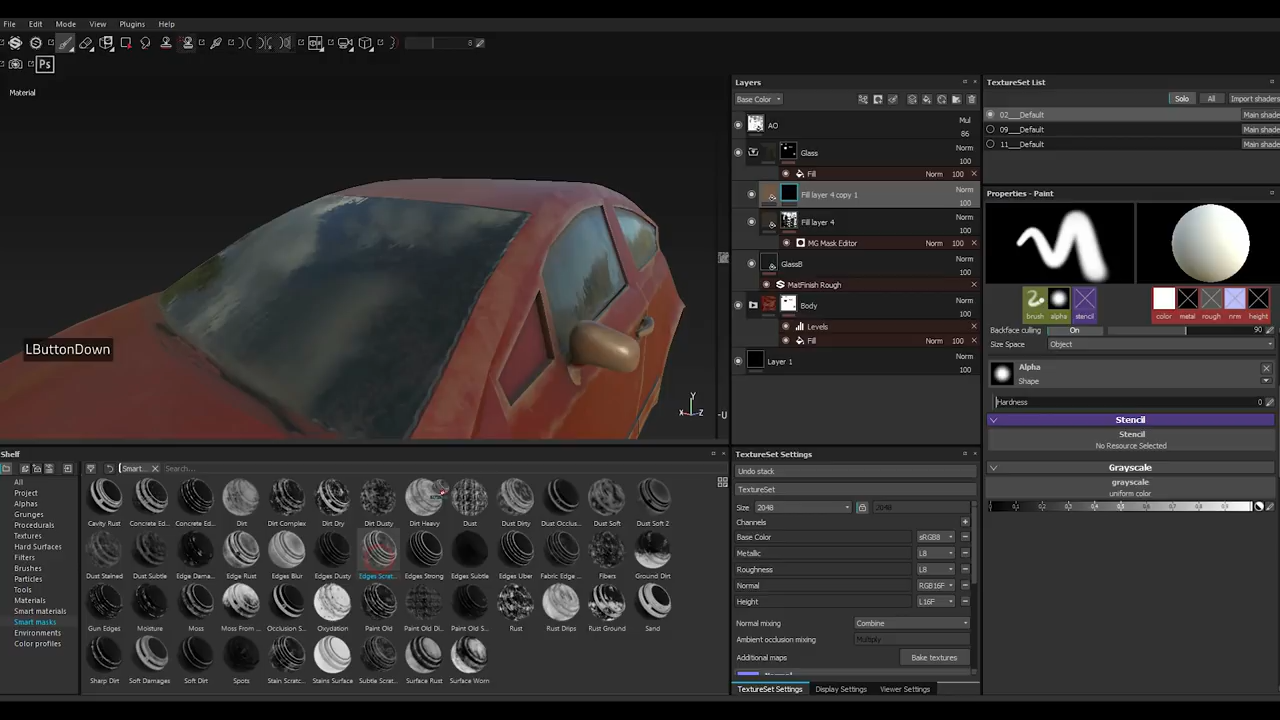 File Edit Mode View Plugins Help
8
Ps
Material
LButtonDown
Y
X Z
-U
Layers
Base Color
AO Mul
86
Glass Norm
100
Fill Norm 100
Fill layer 4 copy 1 Norm
100
Fill layer 4 Norm
100
MG Mask Editor Norm 100
GlassB Norm
100
MatFinish Rough
Body Norm
100
Levels
Fill Norm 100
Layer 1 Norm
100
TextureSet List
Solo All Import shaders
02___Default Main shade
09___Default Main shade
11___Default Main shade
Properties - Paint
brush alpha stencil color metal rough nrm height
Backface culling On 90
Size Space Object
Alpha
Shape
Hardness 0
Stencil
Stencil
No Resource Selected
Grayscale
grayscale
uniform color
Shelf
Smart... Search...
All
Project
Alphas
Grunges
Procedurals
Textures
Hard Surfaces
Filters
Brushes
Particles
Tools
Materials
Smart materials
Smart masks
Environments
Color profiles
Cavity Rust Concrete Ed... Concrete Ed... Dirt Dirt Complex Dirt Dry Dirt Dusty Dirt Heavy Dust Dust Dirty Dust Occlus... Dust Soft Dust Soft 2
Dust Stained Dust Subtle Edge Dama... Edge Rust Edges Blur Edges Dusty Edges Scrat... Edges Strong Edges Subtle Edges Uber Fabric Edge ... Fibers Ground Dirt
Gun Edges Moisture Moss Moss From ... Occlusion S... Oxydation Paint Old Paint Old Di... Paint Old S... Rust Rust Drips Rust Ground Sand
Sharp Dirt Soft Damages Soft Dirt Spots Stain Scratc... Stains Surface Subtle Scrat... Surface Rust Surface Worn
TextureSet Settings
Undo stack
TextureSet
Size 2048 2048
Channels
Base Color sRGB8
Metallic L8
Roughness L8
Normal RGB16F
Height L16F
Normal mixing Combine
Ambient occlusion mixing Multiply
Additional maps Bake textures
Normal
TextureSet Settings Display Settings Viewer Settings